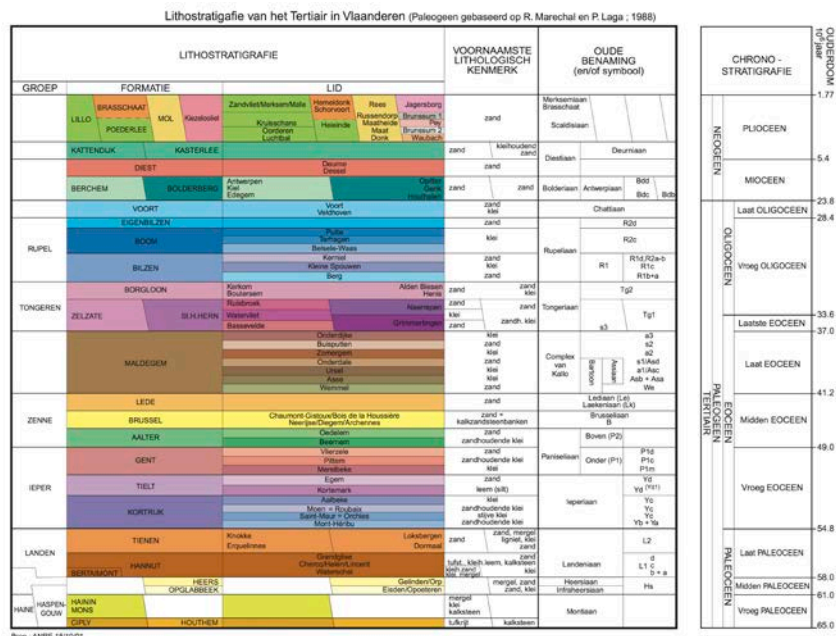 Lithostratigafie van het Tertiair in Vlaanderen (Paleogeen gebaseerd op R. Marechal en P. Laga ; 1988)
LITHOSTRATIGRAFIE
VOORNAAMSTE LITHOLOGISCH KENMERK
OUDE BENAMING (en/of symbool)
CHRONO - STRATIGRAFIE
OUDERDOM 10⁶ jaar
GROEP FORMATIE LID
1.77
LILLO BRASSCHAAT POEDERLEE MOL Kiezeloöliet
Zandvliet/Merksem/Malle Hemeldonk Schorvoort Rees Jagersborg
Russendorp Brunssum 1
Kruisschans Heieinde Maatheide Pey
Oorderen Maat Brunssum 2
Luchtbal Donk Waubach
zand
Merksemiaan
Brasschaat
Scaldisiaan
NEOGEEN PLIOCEEN
KATTENDIJK KASTERLEE zand kleihoudend zand Diestiaan Deurniaan
5.4
DIEST Deurne Dessel zand
MIOCEEN
BERCHEM BOLDERBERG Antwerpen Kiel Edegem Opitter Genk Houthalen zand zand Bolderiaan Antwerpiaan Bdd Bdc Bdb
23.8
VOORT Voort Veldhoven zand klei Chattiaan Laat OLIGOCEEN
28.4
RUPEL
EIGENBILZEN zand R2d
BOOM Putte Terhagen Belsele-Waas klei Rupeliaan R2c
OLIGOCEEN Vroeg OLIGOCEEN
BILZEN Kerniel Kleine Spouwen Berg zand klei zand R1 R1d,R2a-b R1c R1b+a
TONGEREN
BORGLOON Kerkom Boutersem Alden Biesen Henis zand zand klei Tongeriaan Tg2
33.6
ZELZATE St.H.HERN Ruisbroek Watervliet Bassevelde Neerrepen Grimmertingen zand klei zand zand zandh. klei s3 Tg1
Laatste EOCEEN
37.0
MALDEGEM
Onderdijke klei a3
Buisputten zand s2
Zomergem klei a2
Onderdale zand s1/Asd
Ursel klei a1/Asc
Asse klei Asb + Asa
Wemmel zand We
Complex van Kallo Bartoon Assiaan
Laat EOCEEN
41.2
PALEOGEEN TERTIAIR EOCEEN
ZENNE
LEDE zand Lediaan (Le) Laekeniaan (Lk)
BRUSSEL Chaumont-Gistoux/Bois de la Houssière Neerijse/Diegem/Archennes zand + kalkzandsteenbanken Brusseliaan B
Midden EOCEEN
AALTER Oedelem Beernem zand zandhoudende klei Boven (P2)
49.0
IEPER
GENT Vlierzele Pittem Merelbeke zand zandhoudende klei klei Paniseliaan Onder (P1) P1d P1c P1m
TIELT Egem Kortemark zand leem (silt) Yd Yd (Yd1)
Vroeg EOCEEN
KORTRIJK Aalbeke Moen = Roubaix Saint-Maur = Orchies Mont-Héribu klei zandhoudende klei stijve klei zandhoudende klei Ieperiaan Yc Yc Yc Yb + Ya
54.8
LANDEN
TIENEN Knokke Erquelinnes Loksbergen Dormaal zand zand, mergel ligniet, klei zand L2
Laat PALEOCEEN
HANNUT Grandglise Chercq/Halen/Lincent Waterschei Landeniaan L1 d c b + a
BERTAIMONT
58.0
HEERS Gelinden/Orp mergel, zand Heersiaan Hs Midden PALEOCEEN
OPGLABBEEK Eisden/Opoeteren zand, klei Infraheersiaan
61.0
HAINE HASPENGOUW HAININ MONS mergel klei kalksteen Montiaan
PALEOCEEN Vroeg PALEOCEEN
CIPLY HOUTHEM tufkrijt kalksteen
65.0